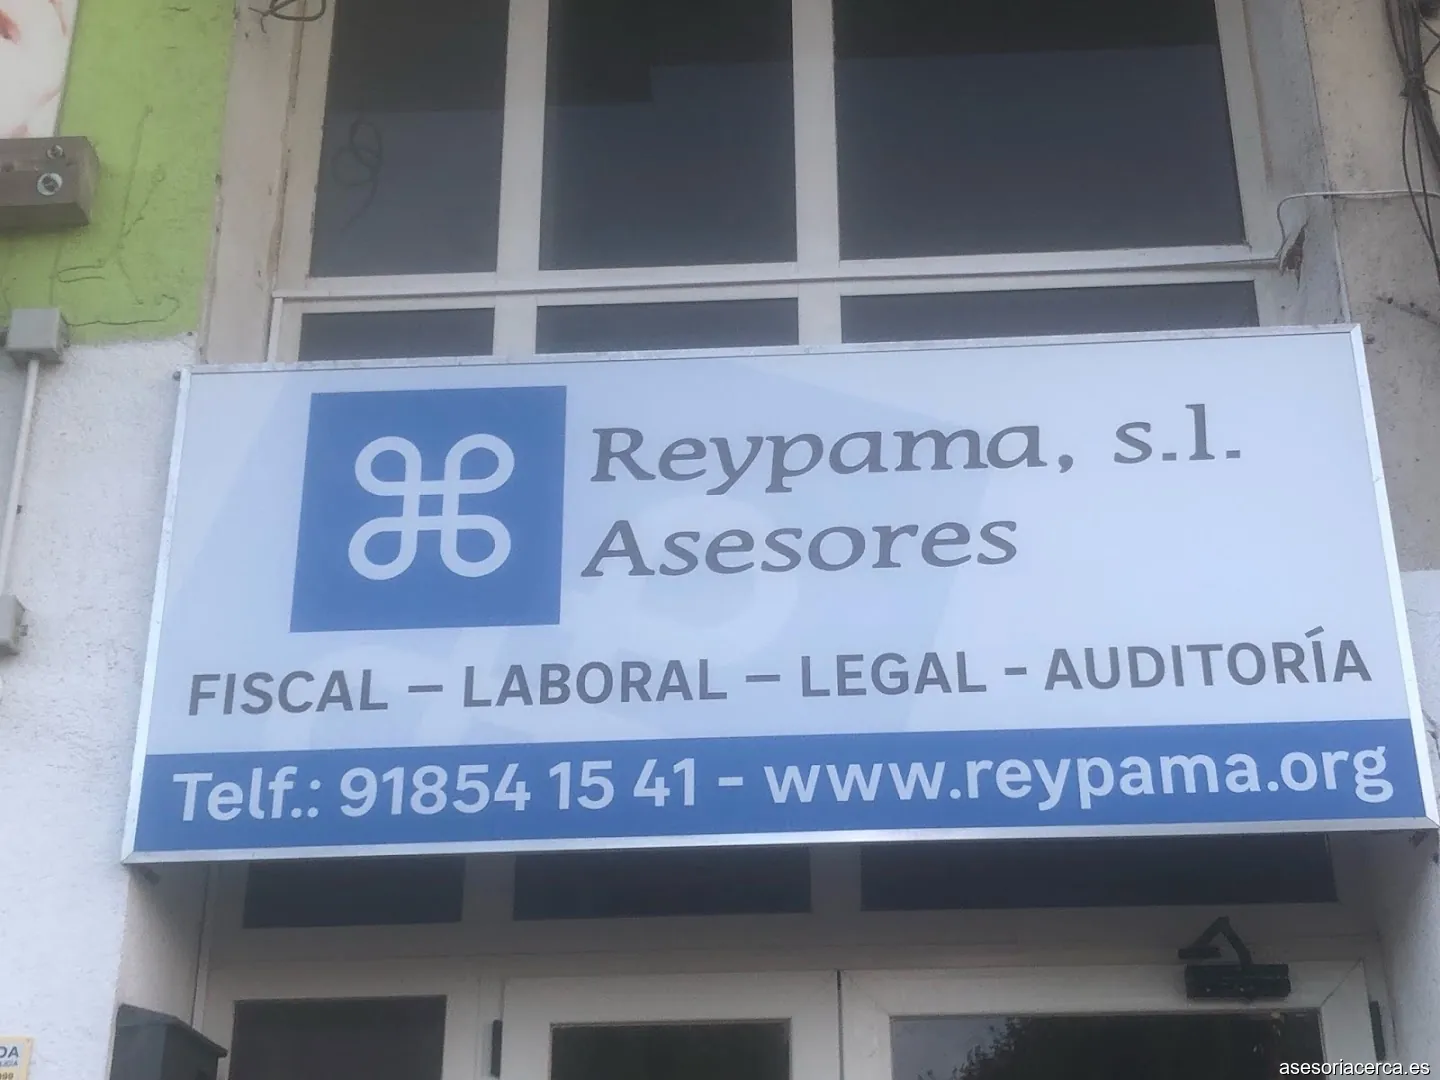 Reypama, s.l.
Asesores
FISCAL – LABORAL – LEGAL - AUDITORÍA
Telf.: 91854 15 41 - www.reypama.org
asesoriacerca.es